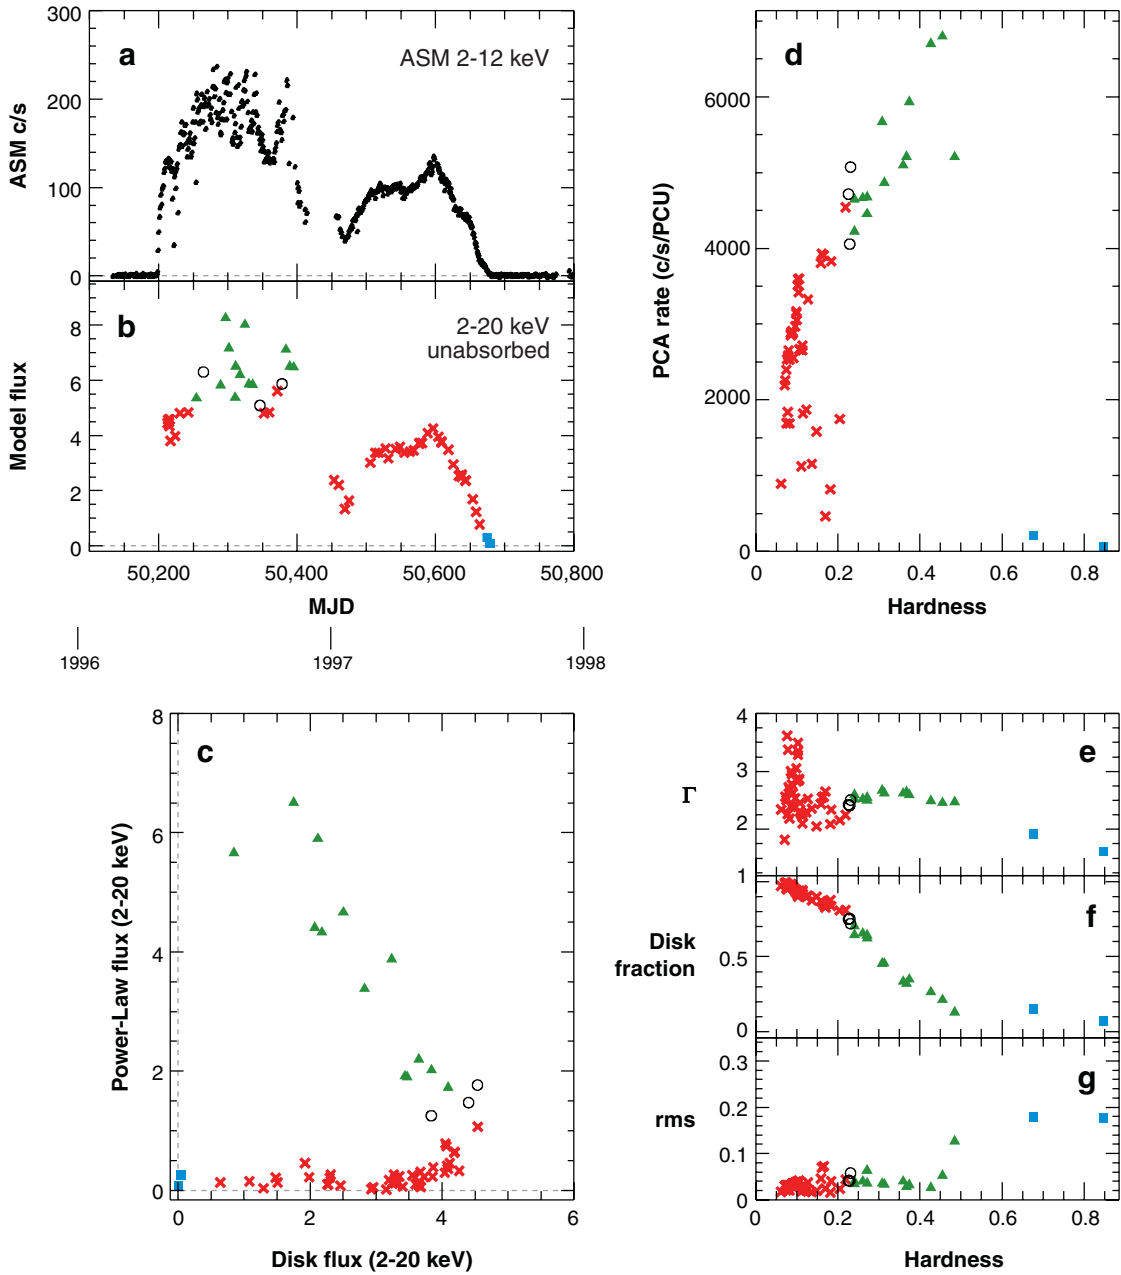 300
200
100
0
ASM c/s
a
ASM 2-12 keV
8
6
4
2
0
Model flux
b
2-20 keV
unabsorbed
50,200
50,400
50,600
50,800
MJD
1996
1997
1998
6000
4000
2000
0
PCA rate (c/s/PCU)
d
0
0.2
0.4
0.6
0.8
Hardness
8
6
4
2
0
Power-Law flux (2-20 keV)
c
0
2
4
6
Disk flux (2-20 keV)
4
3
2
1
Γ
e
0.5
0
Disk
fraction
f
0.3
0.2
0.1
0
rms
g
0
0.2
0.4
0.6
0.8
Hardness